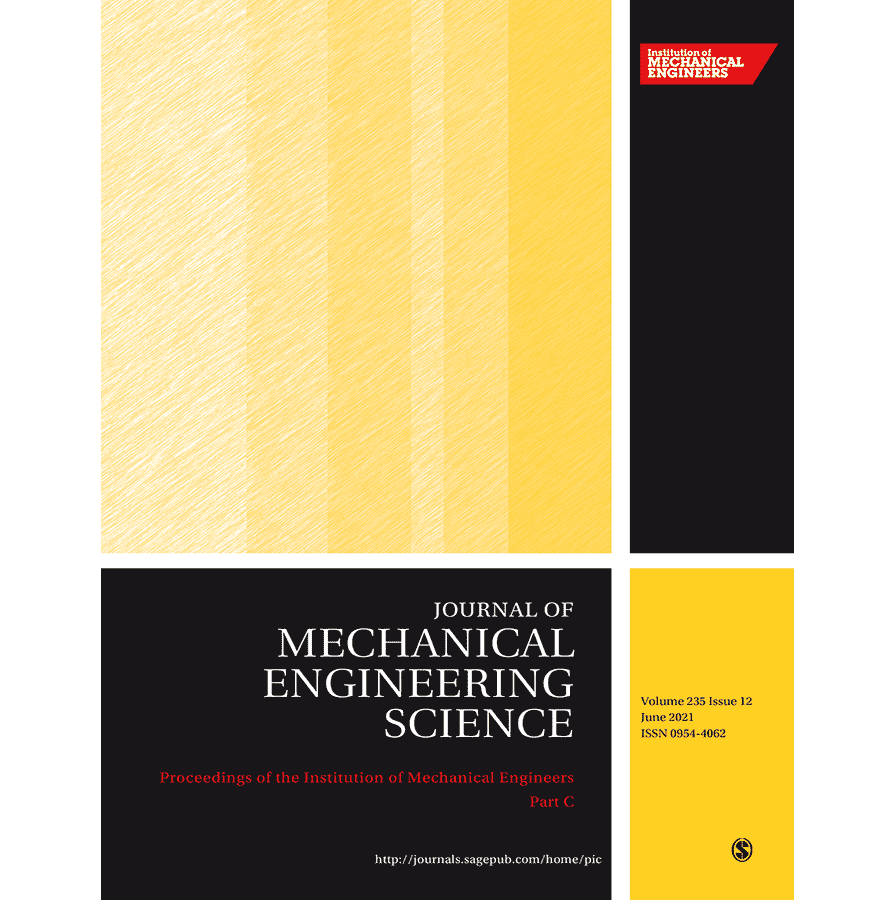 Institution of
MECHANICAL
ENGINEERS
JOURNAL OF
MECHANICAL
ENGINEERING
SCIENCE
Proceedings of the Institution of Mechanical Engineers
Part C
http://journals.sagepub.com/home/pic
Volume 235 Issue 12
June 2021
ISSN 0954-4062
S